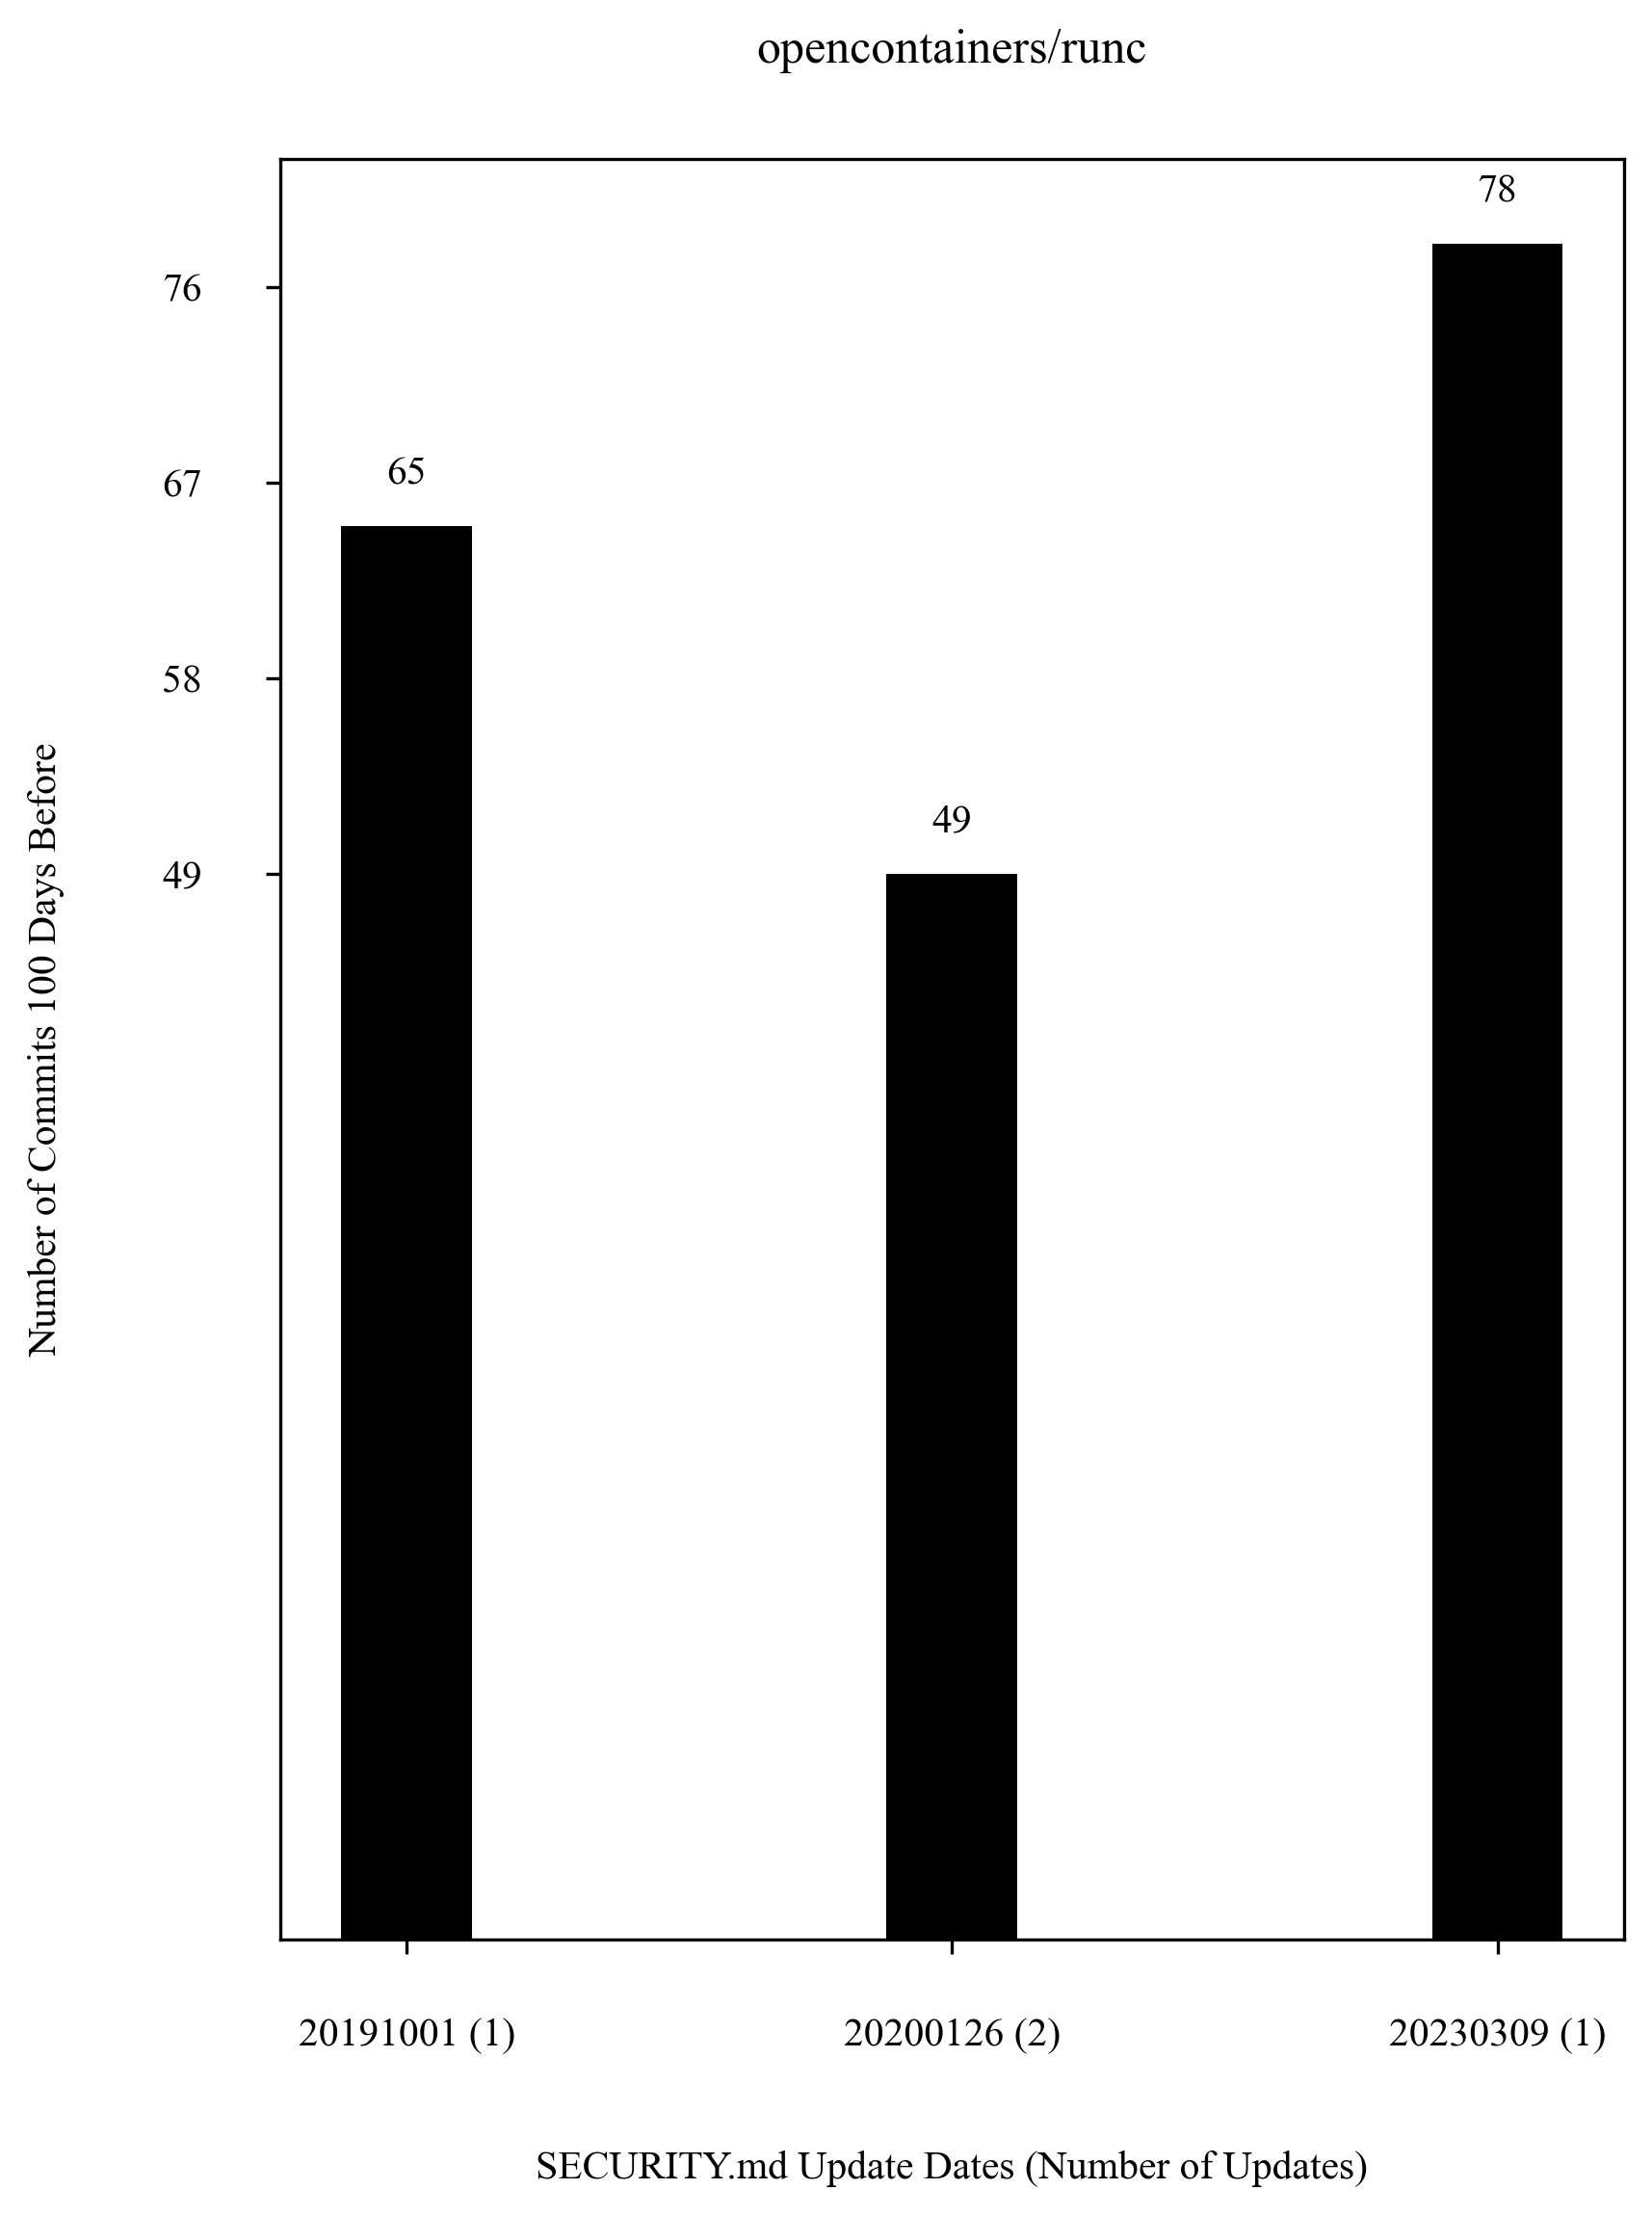 opencontainers/runc
78
76
65
67
58
49
49
Number of Commits 100 Days Before
20191001 (1) 20200126 (2) 20230309 (1)
SECURITY.md Update Dates (Number of Updates)